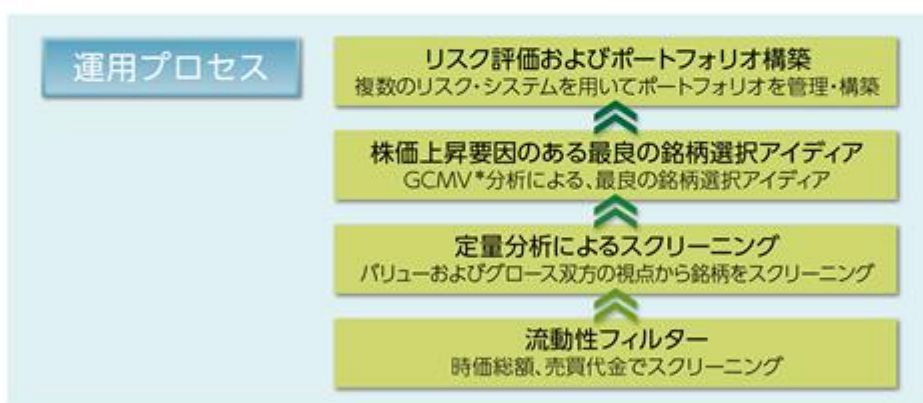 運用プロセス
リスク評価およびポートフォリオ構築
複数のリスク・システムを用いてポートフォリオを管理・構築
株価上昇要因のある最良の銘柄選択アイディア
GCMV*分析による、最良の銘柄選択アイディア
定量分析によるスクリーニング
バリューおよびグロース双方の視点から銘柄をスクリーニング
流動性フィルター
時価総額、売買代金でスクリーニング